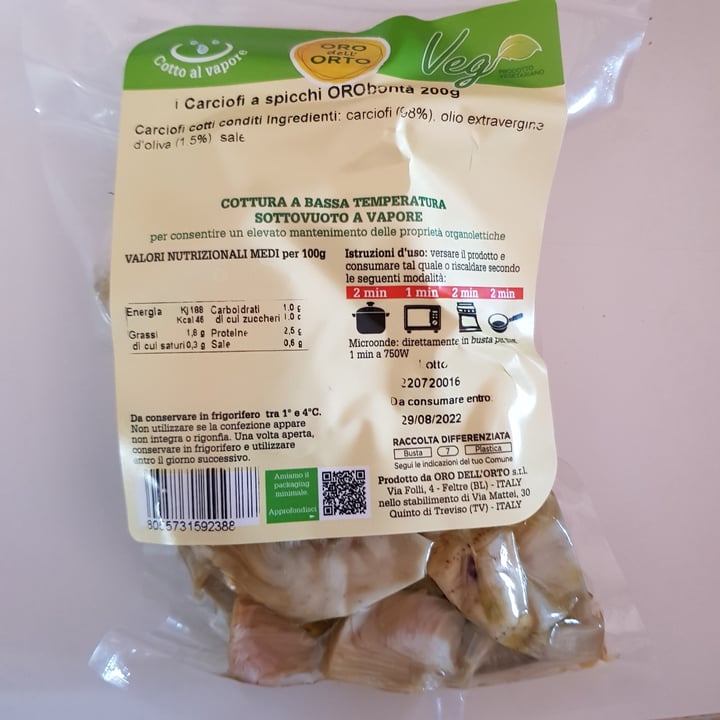 Cotto al vapore
ORO
dell'
ORTO
Veg
PRODOTTO
VEGETARIANO
i Carciofi a spicchi ORObontà 200g
Carciofi cotti conditi Ingredienti: carciofi (98%), olio extravergine
d'oliva (1.5%) sale
COTTURA A BASSA TEMPERATURA
SOTTOVUOTO A VAPORE
per consentire un elevato mantenimento delle proprietà organolettiche
VALORI NUTRIZIONALI MEDI per 100g
Energia KJ 188 Carboidrati 1.0 g
Kcal 46 di cui zuccheri 1.0 g
Grassi 1,8 g Proteine 2,5 g
di cui saturi 0,3 g Sale 0,6 g
Istruzioni d'uso: versare il prodotto e
consumare tal quale o riscaldare secondo
le seguenti modalità:
2 min 1 min 2 min 2 min
Microonde: direttamente in busta
1 min a 750W
Lotto
220720016
Da consumare entro:
29/08/2022
RACCOLTA DIFFERENZIATA
Busta 7 Plastica
Segui le indicazioni del tuo Comune
Prodotto da ORO DELL'ORTO s.r.l.
Via Folli, 4 - Feltre (BL) - ITALY
nello stabilimento di Via Mattei, 30
Quinto di Treviso (TV) - ITALY
Da conservare in frigorifero tra 1° e 4°C.
Non utilizzare se la confezione appare
non integra o rigonfia. Una volta aperta,
conservare in frigorifero e utilizzare
entro il giorno successivo.
8055731592388
Amiamo il
packaging
minimale.
Approfondisci